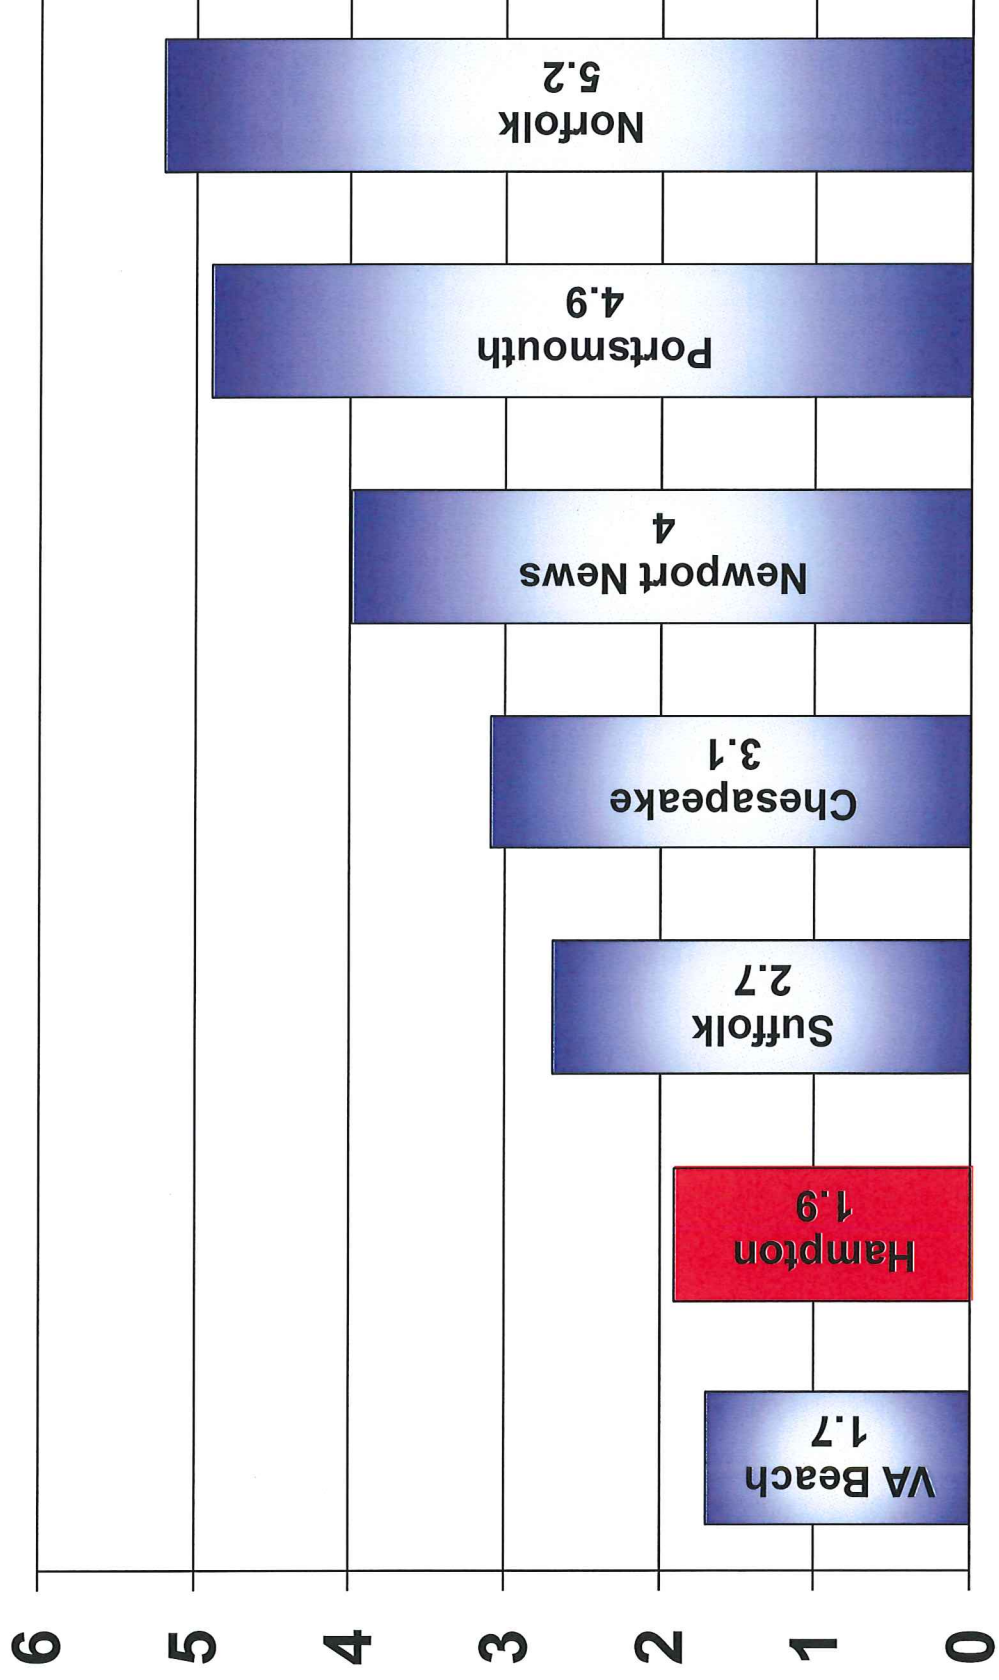 VA Beach
1.7
Hampton
1.9
Suffolk
2.7
Chesapeake
3.1
Newport News
4
Portsmouth
4.9
Norfolk
5.2
0
1
2
3
4
5
6